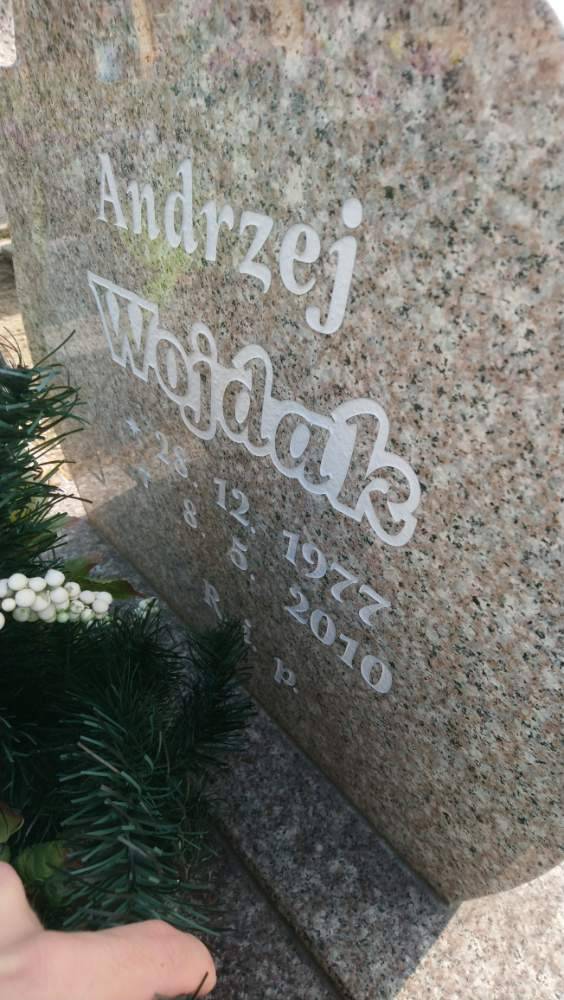 Andrzej
Wojdak
* 28. 12. 1977
† 8. 5. 2010
R. i. p.